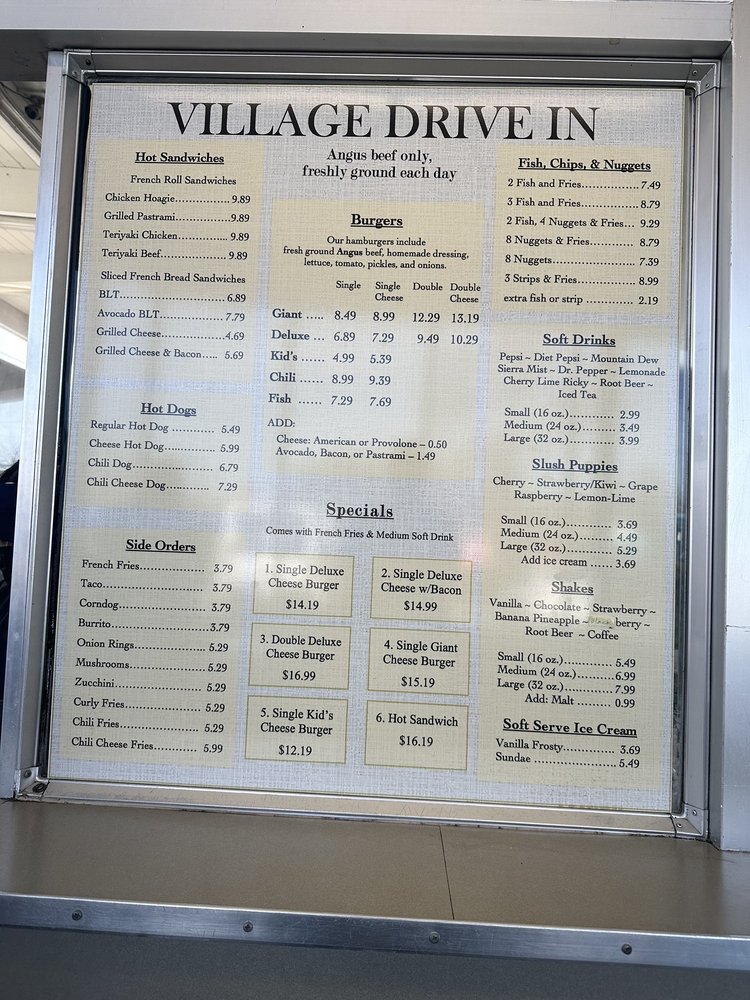 VILLAGE DRIVE IN
Angus beef only,
freshly ground each day
Hot Sandwiches
French Roll Sandwiches
Chicken Hoagie.............. 9.89
Grilled Pastrami............. 9.89
Teriyaki Chicken............. 9.89
Teriyaki Beef................. 9.89
Sliced French Bread Sandwiches
BLT.......................... 6.89
Avocado BLT................. 7.79
Grilled Cheese................ 4.69
Grilled Cheese & Bacon..... 5.69
Hot Dogs
Regular Hot Dog ............ 5.49
Cheese Hot Dog.............. 5.99
Chili Dog..................... 6.79
Chili Cheese Dog............ 7.29
Side Orders
French Fries.................. 3.79
Taco........................... 3.79
Corndog....................... 3.79
Burrito........................ 3.79
Onion Rings.................. 5.29
Mushrooms................... 5.29
Zucchini....................... 5.29
Curly Fries.................... 5.29
Chili Fries..................... 5.29
Chili Cheese Fries............ 5.99
Burgers
Our hamburgers include
fresh ground Angus beef, homemade dressing,
lettuce, tomato, pickles, and onions.
Single Single Cheese Double Double Cheese
Giant ..... 8.49 8.99 12.29 13.19
Deluxe ... 6.89 7.29 9.49 10.29
Kid's ...... 4.99 5.39
Chili ...... 8.99 9.39
Fish ....... 7.29 7.69
ADD:
Cheese: American or Provolone – 0.50
Avocado, Bacon, or Pastrami – 1.49
Specials
Comes with French Fries & Medium Soft Drink
1. Single Deluxe
Cheese Burger
$14.19
2. Single Deluxe
Cheese w/Bacon
$14.99
3. Double Deluxe
Cheese Burger
$16.99
4. Single Giant
Cheese Burger
$15.19
5. Single Kid's
Cheese Burger
$12.19
6. Hot Sandwich
$16.19
Fish, Chips, & Nuggets
2 Fish and Fries................ 7.49
3 Fish and Fries................ 8.79
2 Fish, 4 Nuggets & Fries... 9.29
8 Nuggets & Fries............. 8.79
8 Nuggets...................... 7.39
3 Strips & Fries................ 8.99
extra fish or strip .............. 2.19
Soft Drinks
Pepsi ~ Diet Pepsi ~ Mountain Dew
Sierra Mist ~ Dr. Pepper ~ Lemonade
Cherry Lime Ricky ~ Root Beer ~
Iced Tea
Small (16 oz.)............. 2.99
Medium (24 oz.).......... 3.49
Large (32 oz.)............. 3.99
Slush Puppies
Cherry ~ Strawberry/Kiwi ~ Grape
Raspberry ~ Lemon-Lime
Small (16 oz.)............. 3.69
Medium (24 oz.).......... 4.49
Large (32 oz.)............. 5.29
Add ice cream ...... 3.69
Shakes
Vanilla ~ Chocolate ~ Strawberry ~
Banana Pineapple ~ berry ~
Root Beer ~ Coffee
Small (16 oz.)............. 5.49
Medium (24 oz.).......... 6.99
Large (32 oz.)............. 7.99
Add: Malt .......... 0.99
Soft Serve Ice Cream
Vanilla Frosty............... 3.69
Sundae ..................... 5.49